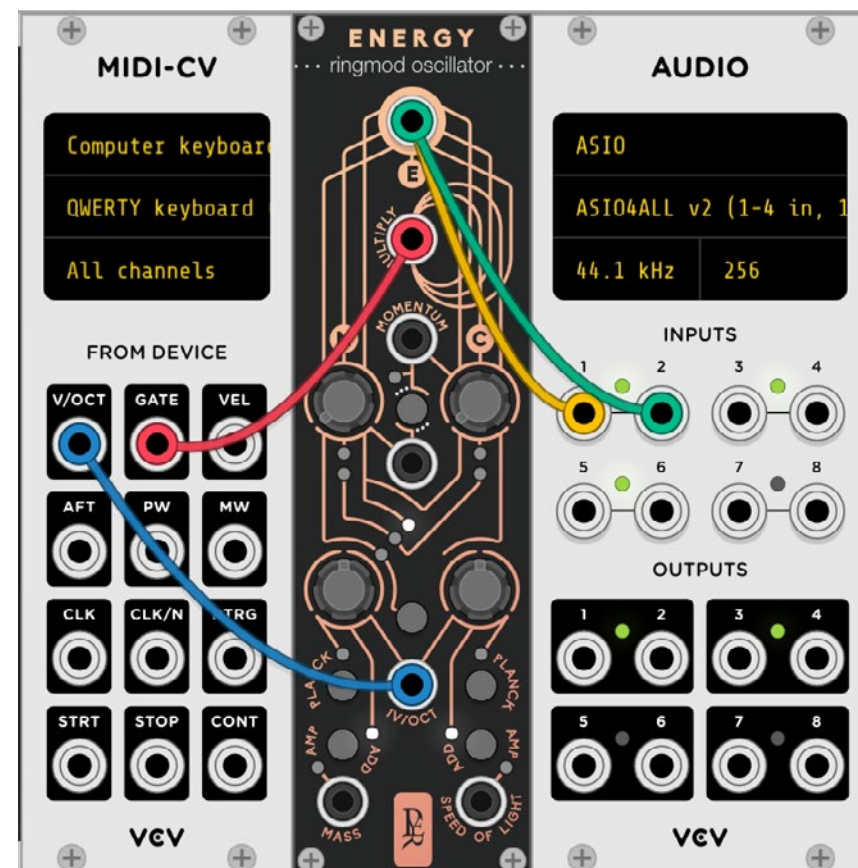 MIDI-CV
Computer keyboar
QWERTY keyboard
All channels
FROM DEVICE
V/OCT GATE VEL
AFT PW MW
CLK CLK/N
STRT STOP CONT
VCV
ENERGY
ringmod oscillator
E
MOMENTUM
C
PLANCK
1V/OCT
AMP ADD ADD AMP
MASS SPEED OF LIGHT
AUDIO
ASIO
ASIO4ALL v2 (1-4 in, 1
44.1 kHz 256
INPUTS
1 2 3 4
5 6 7 8
OUTPUTS
1 2 3 4
5 6 7 8
VCV